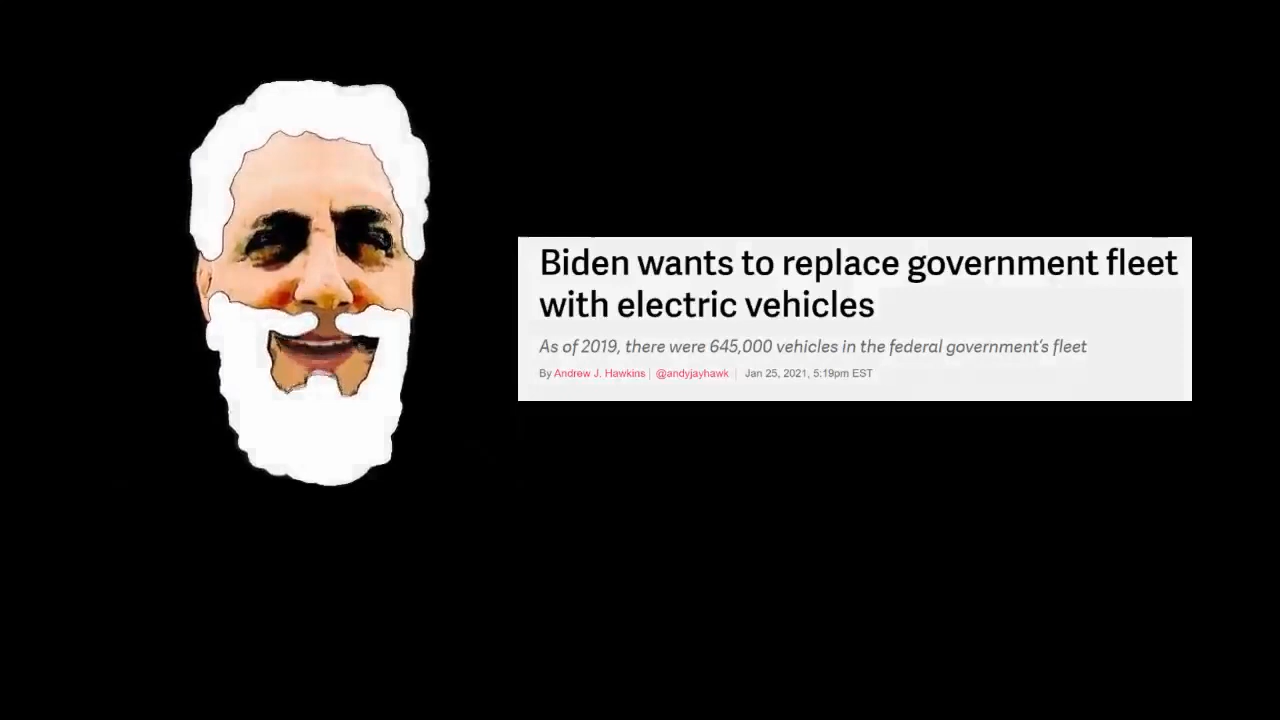 Biden wants to replace government fleet
with electric vehicles
As of 2019, there were 645,000 vehicles in the federal government's fleet
By Andrew J. Hawkins | @andyjayhawk | Jan 25, 2021, 5:19pm EST